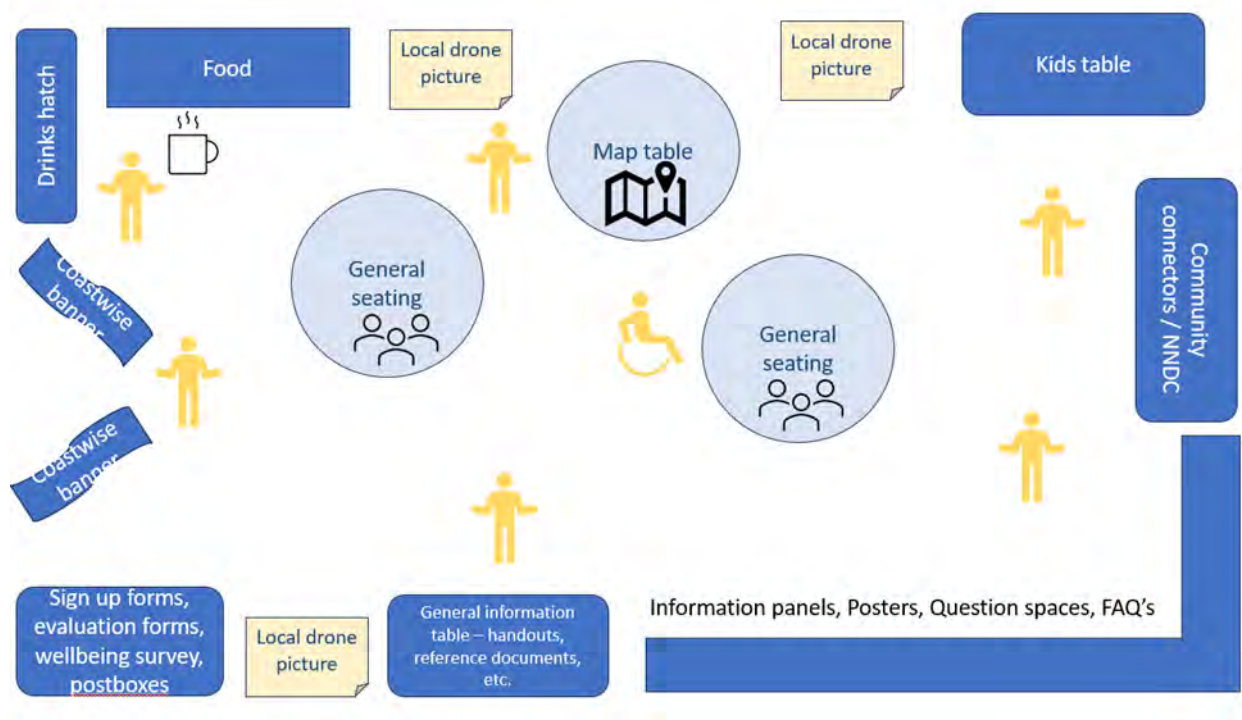 Drinks hatch
Food
Local drone
picture
Local drone
picture
Kids table
Map table
Community
connectors / NNDC
General
seating
General
seating
Coastwise
banner
Coastwise
banner
Sign up forms,
evaluation forms,
wellbeing survey,
postboxes
Local drone
picture
General information
table – handouts,
reference documents,
etc.
Information panels, Posters, Question spaces, FAQ's